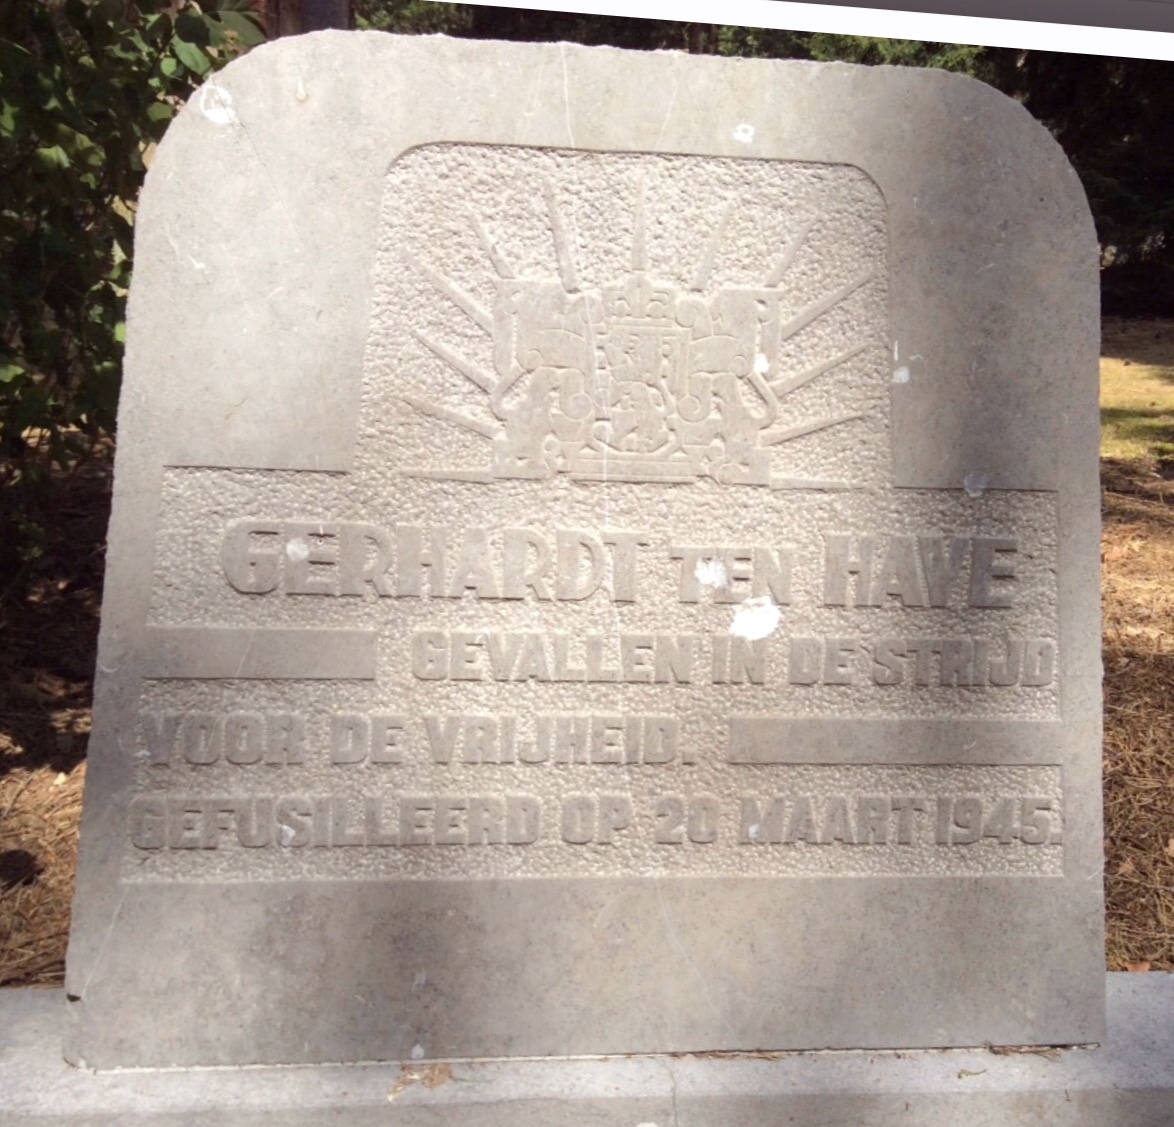 GERHARDT TEN HAVE
GEVALLEN IN DE STRIJD
VOOR DE VRIJHEID.
GEFUSILLEERD OP 20 MAART 1945.